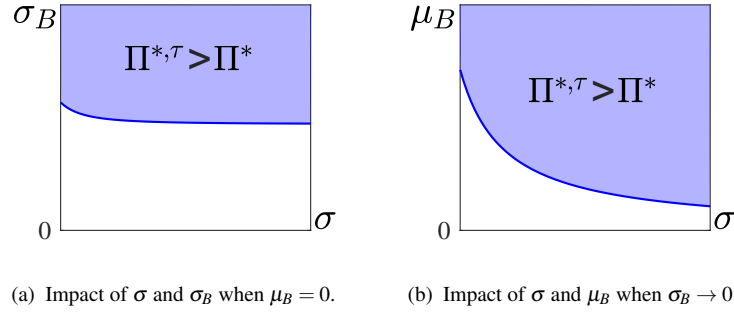 σ_B
Π*,τ > Π*
0
σ
(a) Impact of σ and σ_B when μ_B = 0.
μ_B
Π*,τ > Π*
0
σ
(b) Impact of σ and μ_B when σ_B → 0